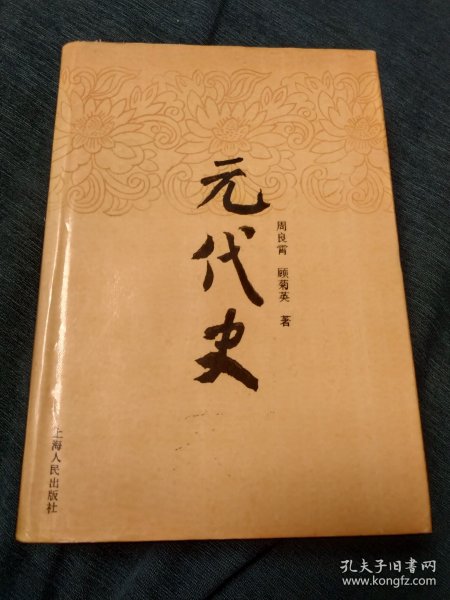 元代史
周良霄 顾菊英 著
上海人民出版社
孔夫子旧书网
www.kongfz.com